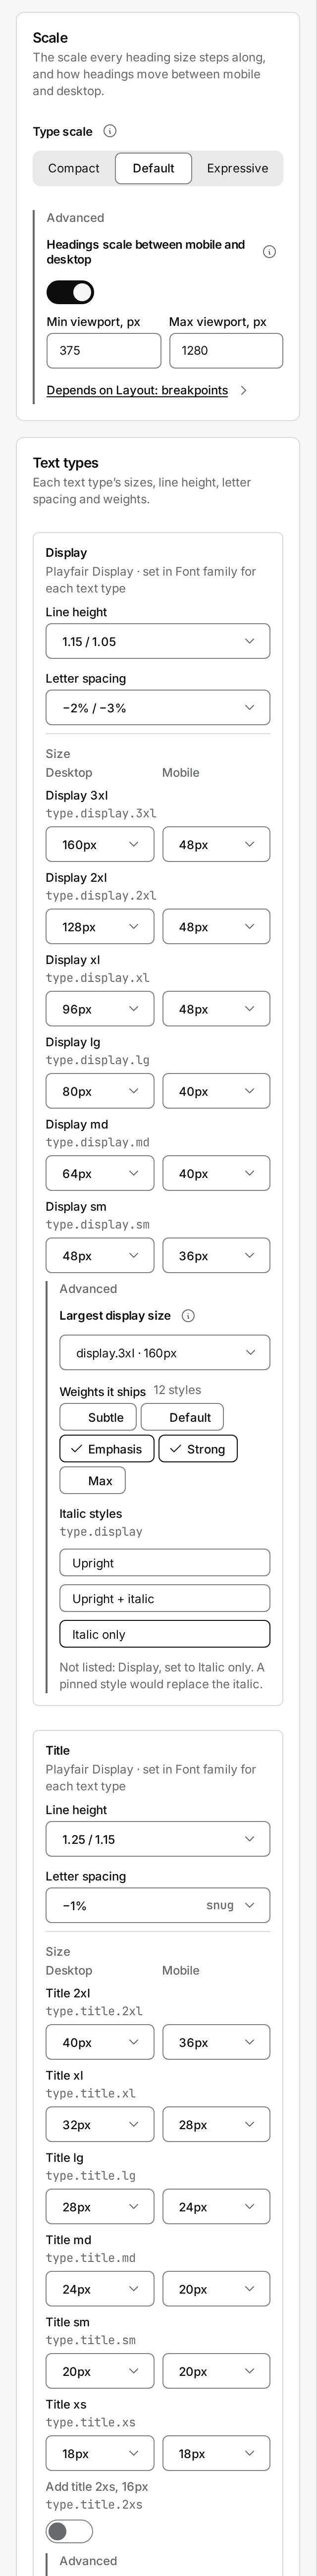 Scale
The scale every heading size steps along,
and how headings move between mobile
and desktop.
Type scale
Compact Default Expressive
Advanced
Headings scale between mobile and
desktop
Min viewport, px Max viewport, px
375 1280
Depends on Layout: breakpoints
Text types
Each text type's sizes, line height, letter
spacing and weights.
Display
Playfair Display · set in Font family for
each text type
Line height
1.15 / 1.05
Letter spacing
−2% / −3%
Size
Desktop Mobile
Display 3xl
type.display.3xl
160px 48px
Display 2xl
type.display.2xl
128px 48px
Display xl
type.display.xl
96px 48px
Display lg
type.display.lg
80px 40px
Display md
type.display.md
64px 40px
Display sm
type.display.sm
48px 36px
Advanced
Largest display size
display.3xl · 160px
Weights it ships 12 styles
Subtle Default
Emphasis Strong
Max
Italic styles
type.display
Upright
Upright + italic
Italic only
Not listed: Display, set to Italic only. A
pinned style would replace the italic.
Title
Playfair Display · set in Font family for
each text type
Line height
1.25 / 1.15
Letter spacing
−1% snug
Size
Desktop Mobile
Title 2xl
type.title.2xl
40px 36px
Title xl
type.title.xl
32px 28px
Title lg
type.title.lg
28px 24px
Title md
type.title.md
24px 20px
Title sm
type.title.sm
20px 20px
Title xs
type.title.xs
18px 18px
Add title 2xs, 16px
type.title.2xs
Advanced